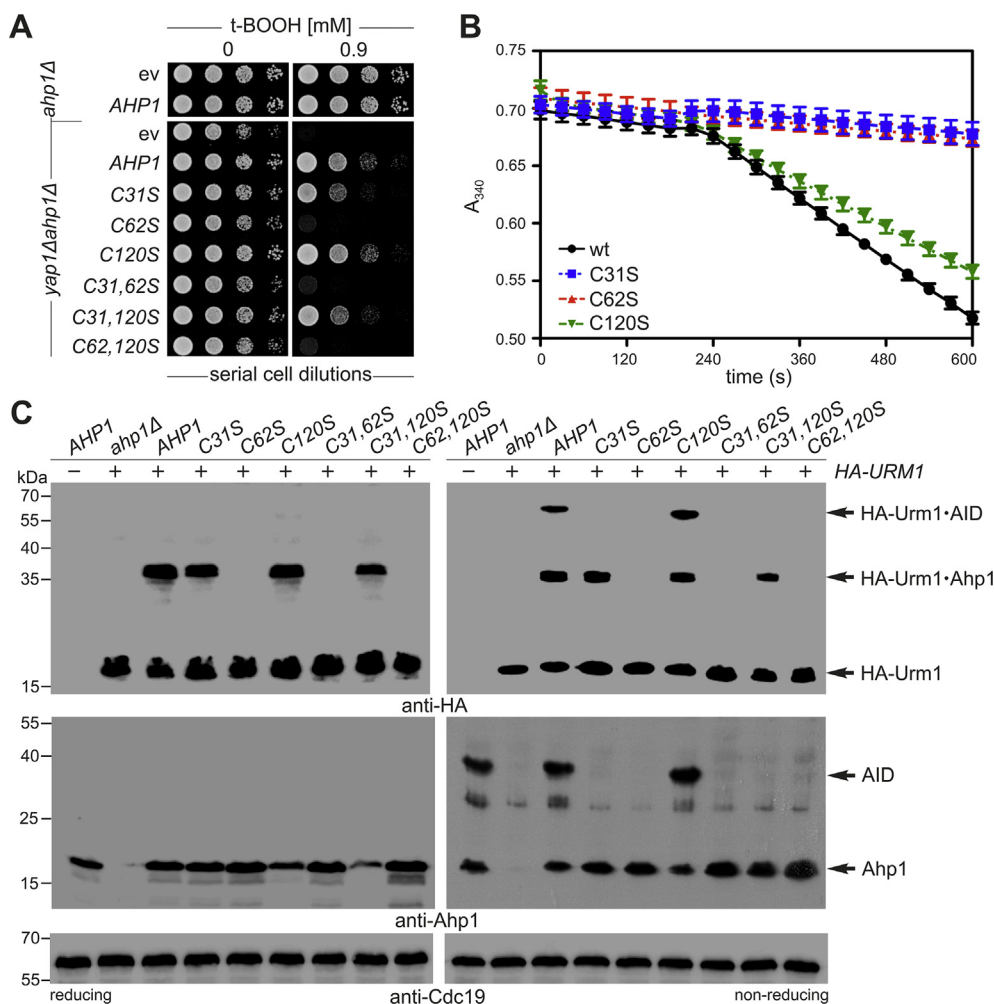 A
t-BOOH [mM]
0 0.9
ahp1Δ
ev
AHP1
yap1Δahp1Δ
ev
AHP1
C31S
C62S
C120S
C31,62S
C31,120S
C62,120S
serial cell dilutions
B
0.75
0.70
0.65
0.60
0.55
0.50
A340
wt
C31S
C62S
C120S
0 120 240 360 480 600
time (s)
C
AHP1 ahp1Δ AHP1 C31S C62S C120S C31,62S C31,120S C62,120S AHP1 ahp1Δ AHP1 C31S C62S C120S C31,62S C31,120S C62,120S
– + + + + + + + + – + + + + + + + + HA-URM1
kDa
70
55
40
35
15
HA-Urm1•AID
HA-Urm1•Ahp1
HA-Urm1
anti-HA
55
40
25
15
AID
Ahp1
anti-Ahp1
70
55
reducing anti-Cdc19 non-reducing